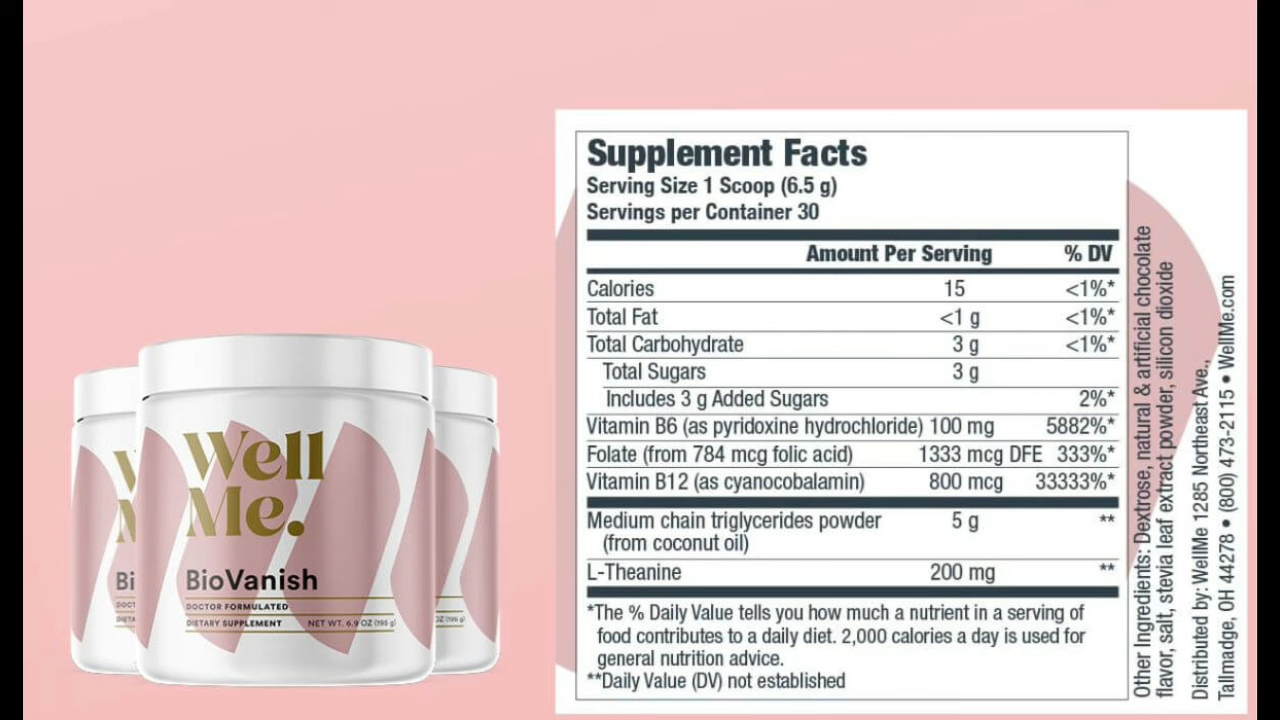 Well
Me.
BioVanish
DOCTOR FORMULATED
DIETARY SUPPLEMENT NET WT. 6.9 OZ (196 g)
Supplement Facts
Serving Size 1 Scoop (6.5 g)
Servings per Container 30
Amount Per Serving % DV
Calories 15 <1%*
Total Fat <1 g <1%*
Total Carbohydrate 3 g <1%*
Total Sugars 3 g
Includes 3 g Added Sugars 2%*
Vitamin B6 (as pyridoxine hydrochloride) 100 mg 5882%*
Folate (from 784 mcg folic acid) 1333 mcg DFE 333%*
Vitamin B12 (as cyanocobalamin) 800 mcg 33333%*
Medium chain triglycerides powder 5 g **
(from coconut oil)
L-Theanine 200 mg **
*The % Daily Value tells you how much a nutrient in a serving of
food contributes to a daily diet. 2,000 calories a day is used for
general nutrition advice.
**Daily Value (DV) not established
Other Ingredients: Dextrose, natural & artificial chocolate
flavor, salt, stevia leaf extract powder, silicon dioxide
Distributed by: WellMe 1285 Northeast Ave.,
Tallmadge, OH 44278 • (800) 473-2115 • WellMe.com